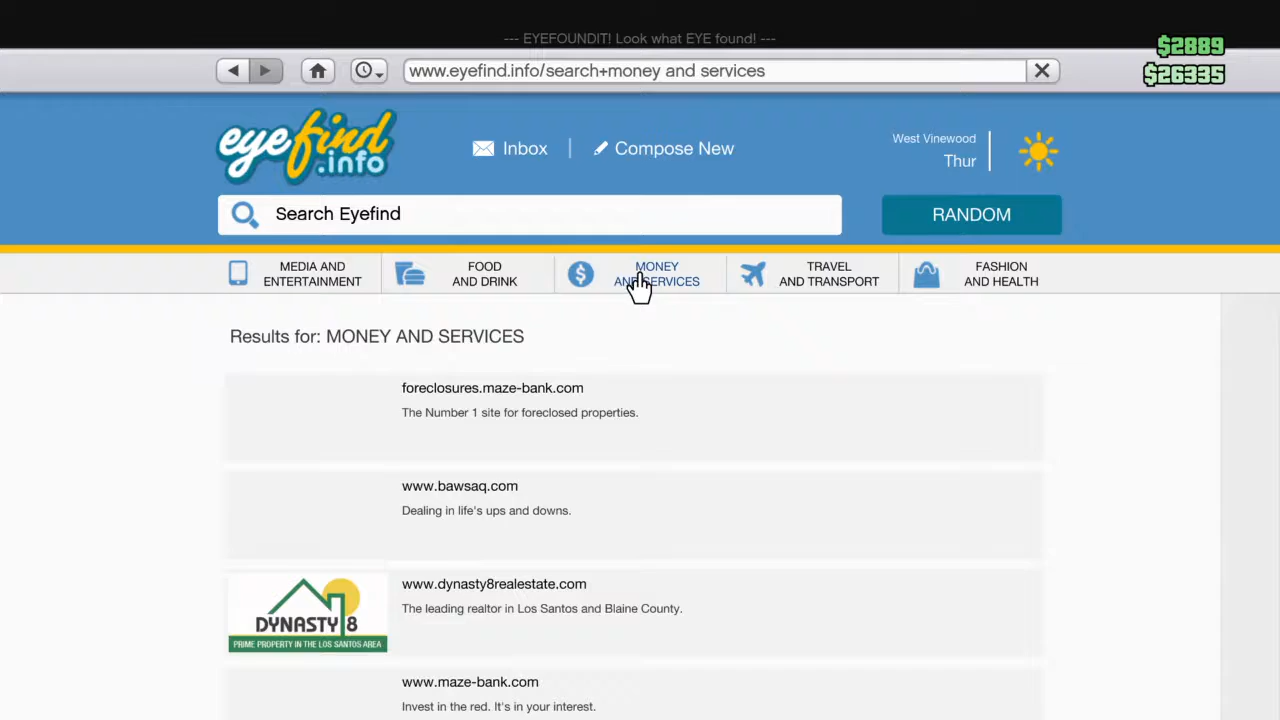 --- EYEFOUNDIT! Look what EYE found! ---
$2889
$26335
www.eyefind.info/search+money and services
eyefind
.info
Inbox
Compose New
West Vinewood
Thur
Search Eyefind
RANDOM
MEDIA AND
ENTERTAINMENT
FOOD
AND DRINK
MONEY
AND SERVICES
TRAVEL
AND TRANSPORT
FASHION
AND HEALTH
Results for: MONEY AND SERVICES
foreclosures.maze-bank.com
The Number 1 site for foreclosed properties.
www.bawsaq.com
Dealing in life's ups and downs.
DYNASTY 8
PRIME PROPERTY IN THE LOS SANTOS AREA
www.dynasty8realestate.com
The leading realtor in Los Santos and Blaine County.
www.maze-bank.com
Invest in the red. It's in your interest.